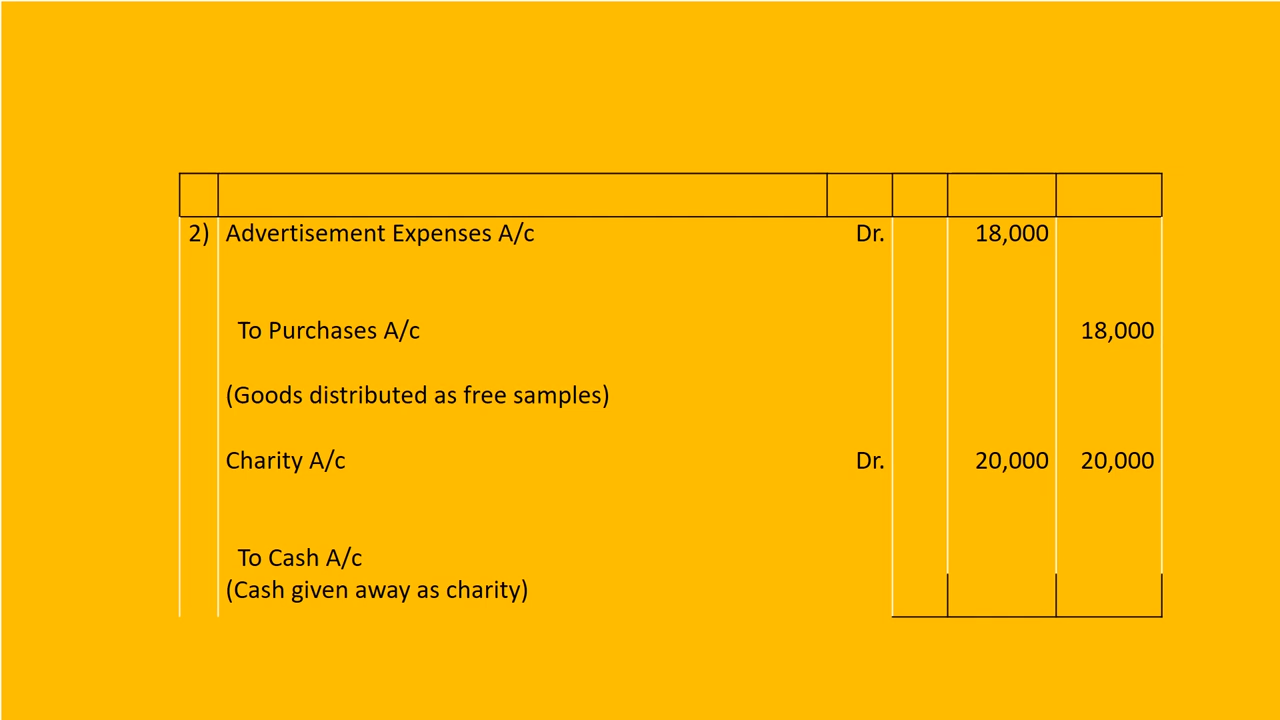 2) Advertisement Expenses A/c Dr. 18,000
To Purchases A/c 18,000
(Goods distributed as free samples)
Charity A/c Dr. 20,000 20,000
To Cash A/c
(Cash given away as charity)